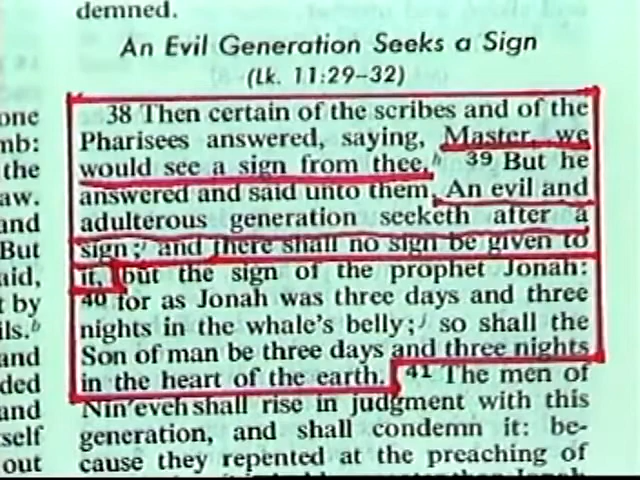 demned.
An Evil Generation Seeks a Sign
(Lk. 11:29–32)
38 Then certain of the scribes and of the
Pharisees answered, saying, Master, we
would see a sign from thee.h 39 But he
answered and said unto them, An evil and
adulterous generation seeketh after a
sign;i and there shall no sign be given to
it, but the sign of the prophet Jonah:
40 for as Jonah was three days and three
nights in the whale's belly;j so shall the
Son of man be three days and three nights
in the heart of the earth. 41 The men of
Nin'eveh shall rise in judgment with this
generation, and shall condemn it: be-
cause they repented at the preaching of
one
mb:
the
aw.
and
But
aid,
t by
ils.b
and
ded
and
self
out